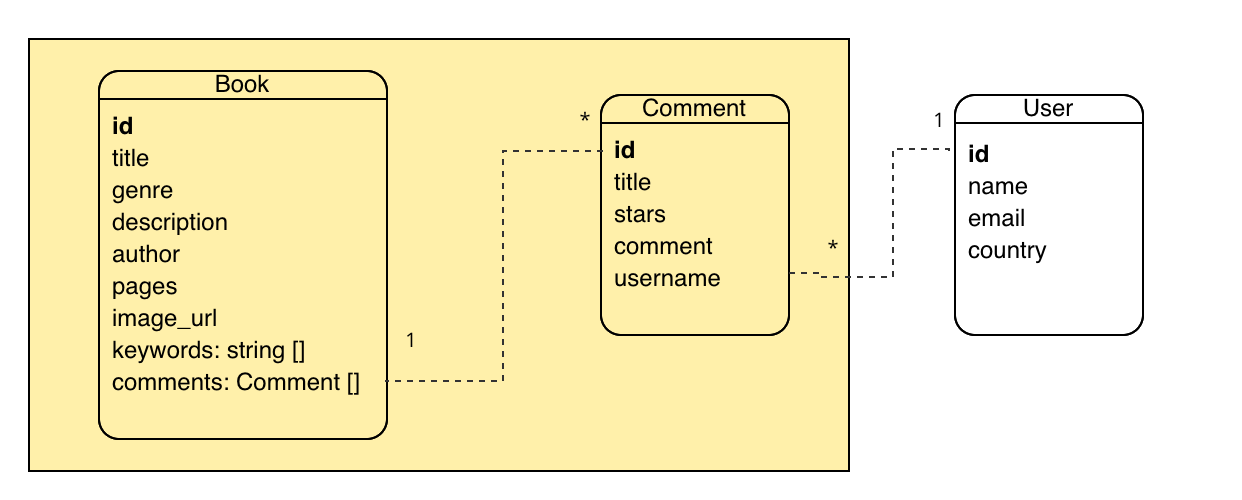 Book
id
title
genre
description
author
pages
image_url
keywords: string []
comments: Comment []
1
*
Comment
id
title
stars
comment
username
*
1
User
id
name
email
country